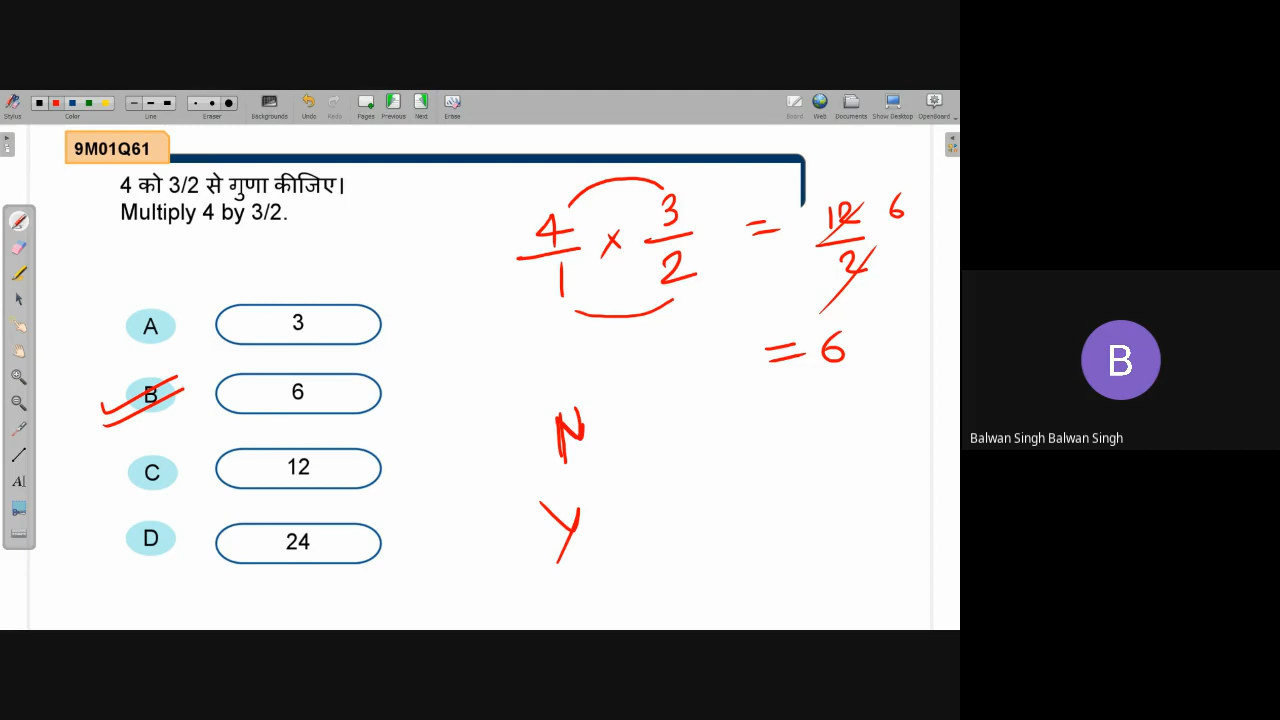 Stylus Color Line Eraser Backgrounds Undo Redo Pages Previous Next Erase Board Web Documents Show Desktop OpenBoard
9M01Q61
4 को 3/2 से गुणा कीजिए।
Multiply 4 by 3/2.
4/1 × 3/2 = 12/2 6
= 6
A 3
B 6
C 12
D 24
N
Y
B
Balwan Singh Balwan Singh